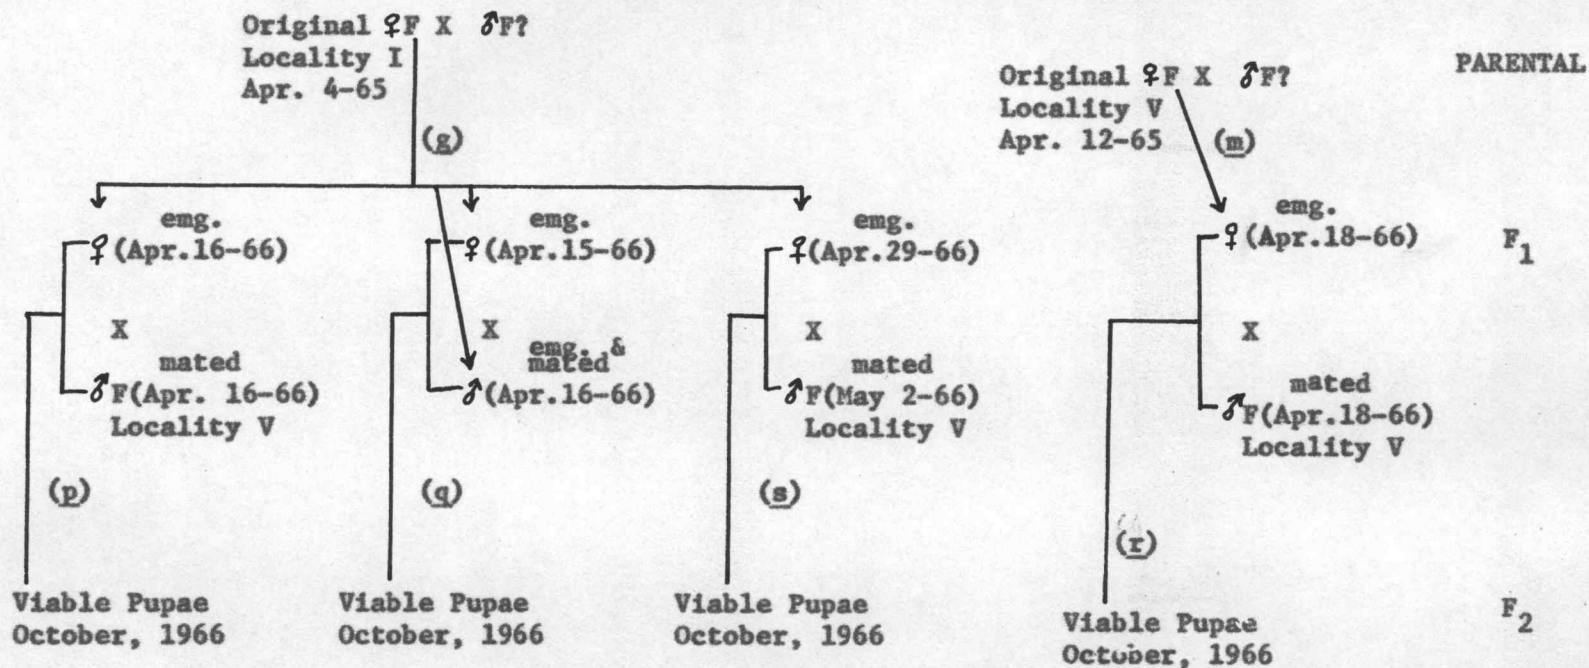 Original ♀F X ♂F?
Locality I
Apr. 4-65
(g)
Original ♀F X ♂F?
Locality V
Apr. 12-65
(m)
PARENTAL
emg.
♀(Apr.16-66)
X
mated
♂F(Apr. 16-66)
Locality V
(p)
Viable Pupae
October, 1966
emg.
♀(Apr.15-66)
X
emg. &
mated
♂(Apr.16-66)
(q)
Viable Pupae
October, 1966
emg.
♀(Apr.29-66)
X
mated
♂F(May 2-66)
Locality V
(s)
Viable Pupae
October, 1966
emg.
♀(Apr.18-66)
X
mated
♂F(Apr.18-66)
Locality V
(r)
Viable Pupae
October, 1966
F1
F2